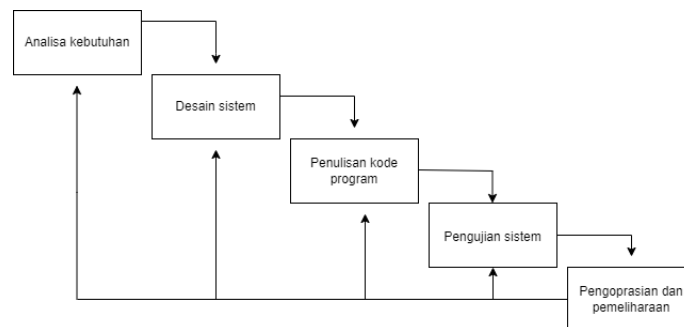 Analisa kebutuhan
Desain sistem
Penulisan kode
program
Pengujian sistem
Pengoprasian dan
pemeliharaan